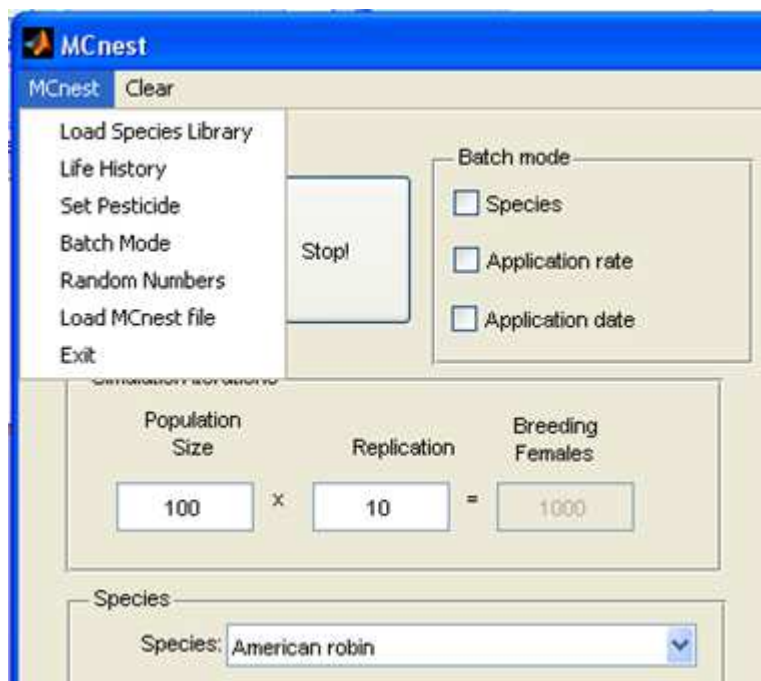 MCnest
MCnest Clear
Load Species Library
Life History
Set Pesticide
Batch Mode
Random Numbers
Load MCnest file
Exit
Stop!
Batch mode
Species
Application rate
Application date
Simulation Iterations
Population
Size
Replication
Breeding
Females
100 x 10 = 1000
Species
Species: American robin